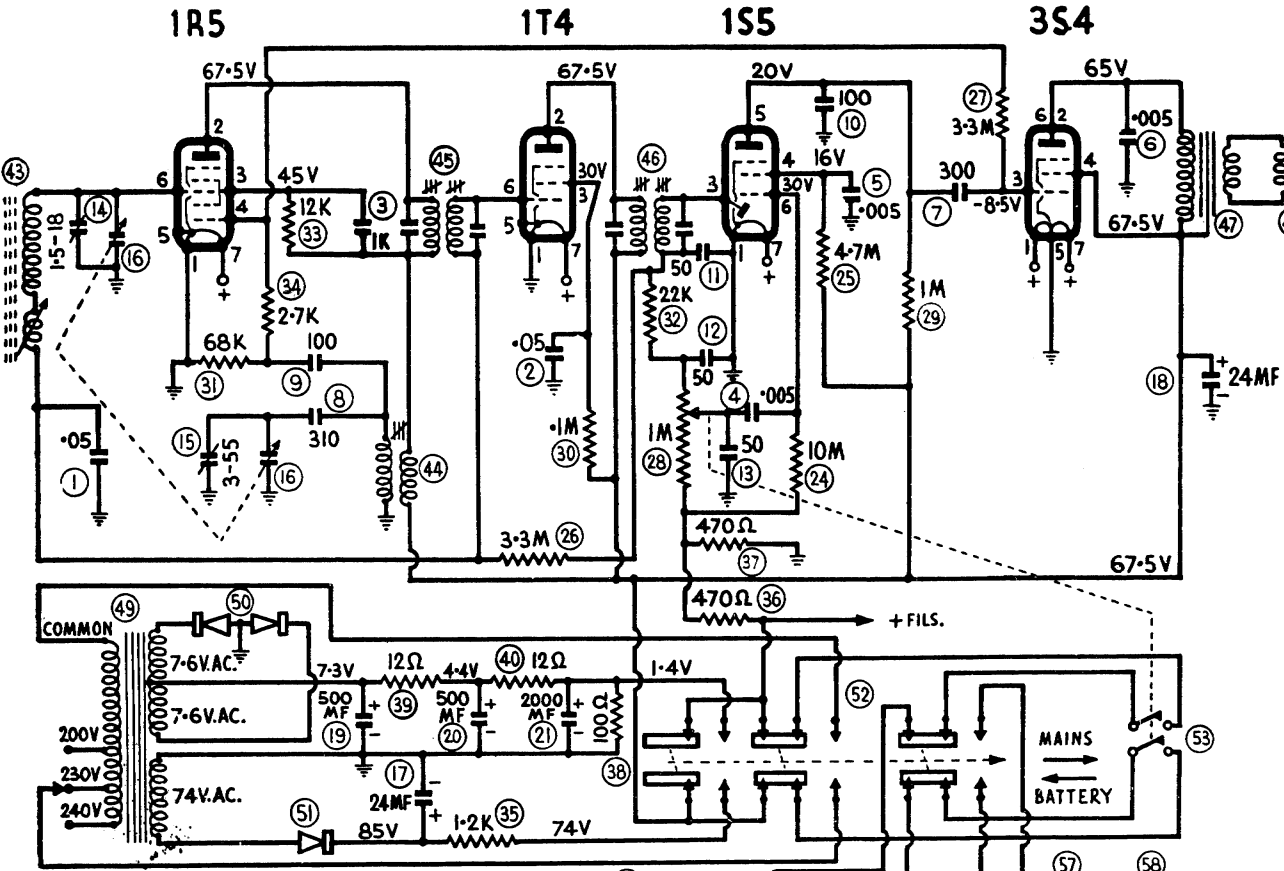 1R5 1T4 1S5 3S4
67·5V 67·5V 20V 65V
2 2 5 6 2
100 10 27 3·3M ·005 6
43 14 6 3 45V 45 6 30V 3 46 3 4 16V 30V 6 5 ·005 300 7 3 -8·5V 4 67·5V 47
1·5-18 16 5 4 12K 33 3 1K 5
1 7 + 1 7 + 50 11 1 7 + 4·7M 25 1 5 7 + +
34 2·7K 22K 32 12 50 1M 29
68K 31 100 9 ·05 2 18 + 24MF -
8 310 4 ·005
·05 1 15 3-55 16 44 ·1M 30 1M 28 50 13 10M 24
3·3M 26 470Ω 37
67·5V
470Ω 36 +FILS.
49 50
COMMON
7·6V.AC. 7·3V 12Ω 39 4·4V 40 12Ω 1·4V
7·6V.AC. 500 MF 19 + - 500 MF 20 + - 2000 MF 21 + - 100Ω 38 52 53
200V
230V
240V
74V.AC. 17 24MF - +
51 85V 1·2K 35 74V
MAINS
BATTERY
57 58